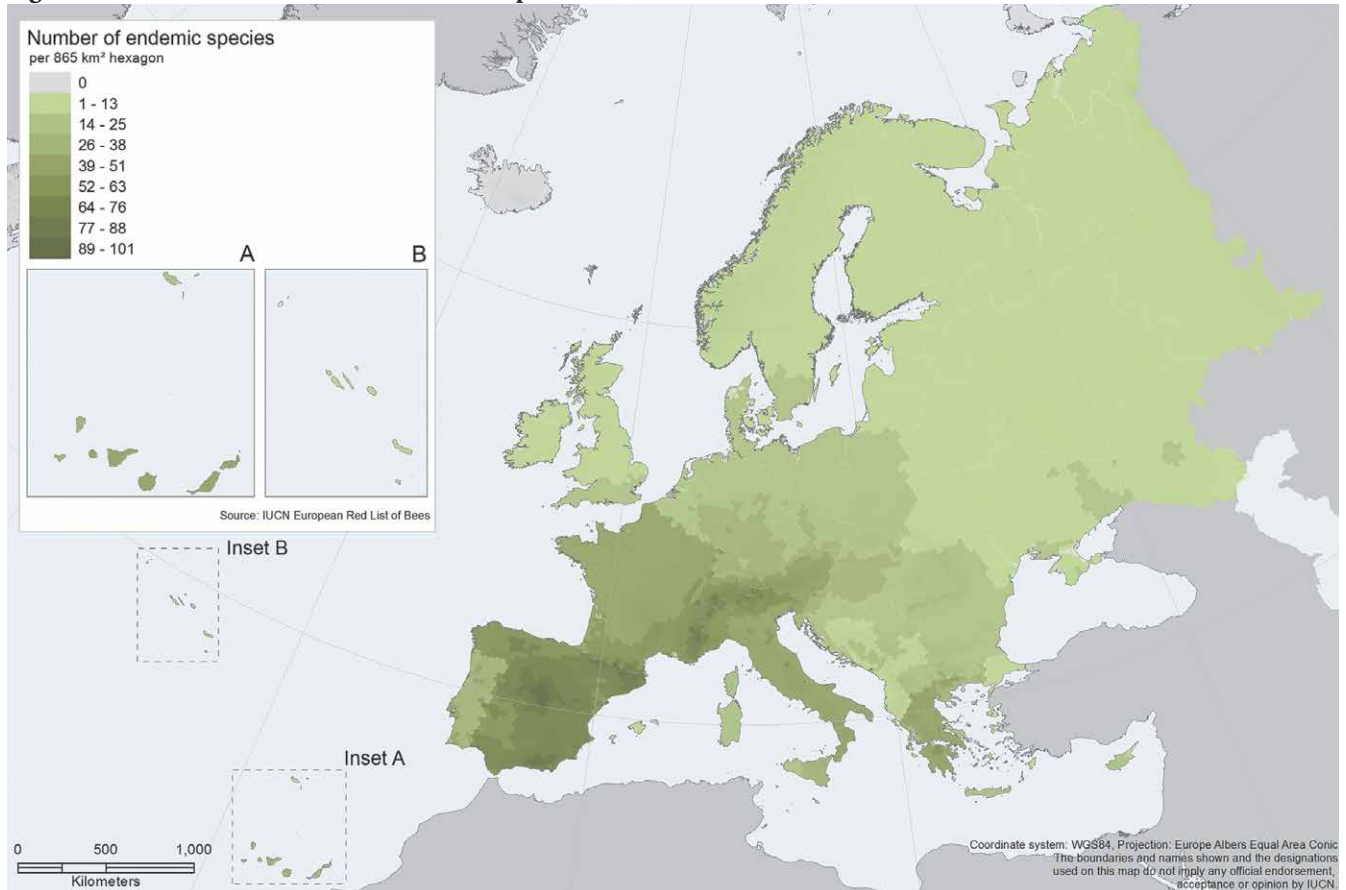 Number of endemic species
per 865 km² hexagon
0
1 - 13
14 - 25
26 - 38
39 - 51
52 - 63
64 - 76
77 - 88
89 - 101
A
B
Source: IUCN European Red List of Bees
Inset B
Inset A
0 500 1,000
Kilometers
Coordinate system: WGS84, Projection: Europe Albers Equal Area Conic
The boundaries and names shown and the designations
used on this map do not imply any official endorsement,
acceptance or opinion by IUCN.